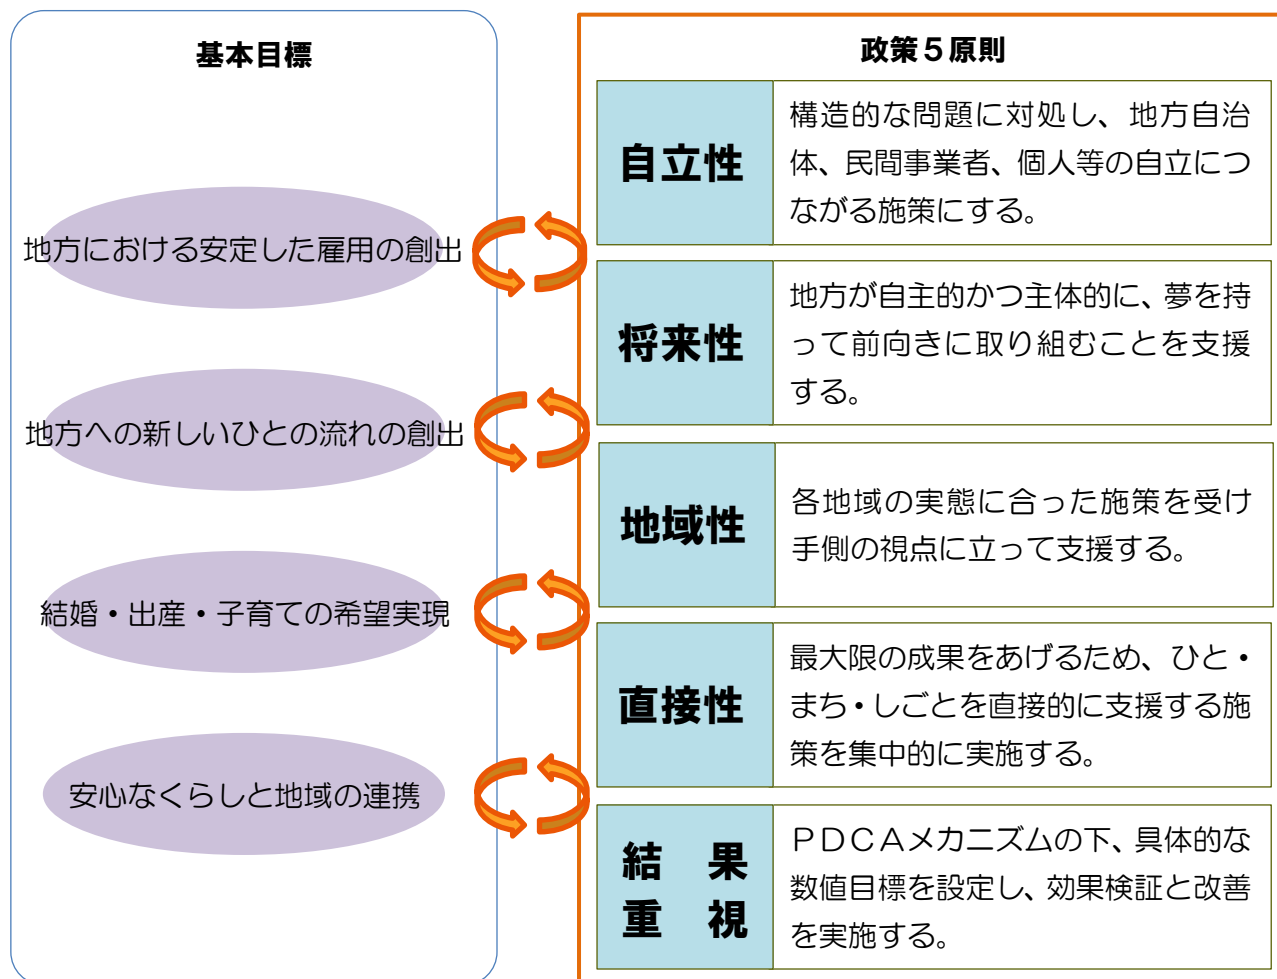 基本目標
地方における安定した雇用の創出
地方への新しいひとの流れの創出
結婚・出産・子育ての希望実現
安心なくらしと地域の連携
政策5原則
自立性
構造的な問題に対処し、地方自治
体、民間事業者、個人等の自立につ
ながる施策にする。
将来性
地方が自主的かつ主体的に、夢を持
って前向きに取り組むことを支援
する。
地域性
各地域の実態に合った施策を受け
手側の視点に立って支援する。
直接性
最大限の成果をあげるため、ひと・
まち・しごとを直接的に支援する施
策を集中的に実施する。
結　果
重　視
ＰＤＣＡメカニズムの下、具体的な
数値目標を設定し、効果検証と改善
を実施する。